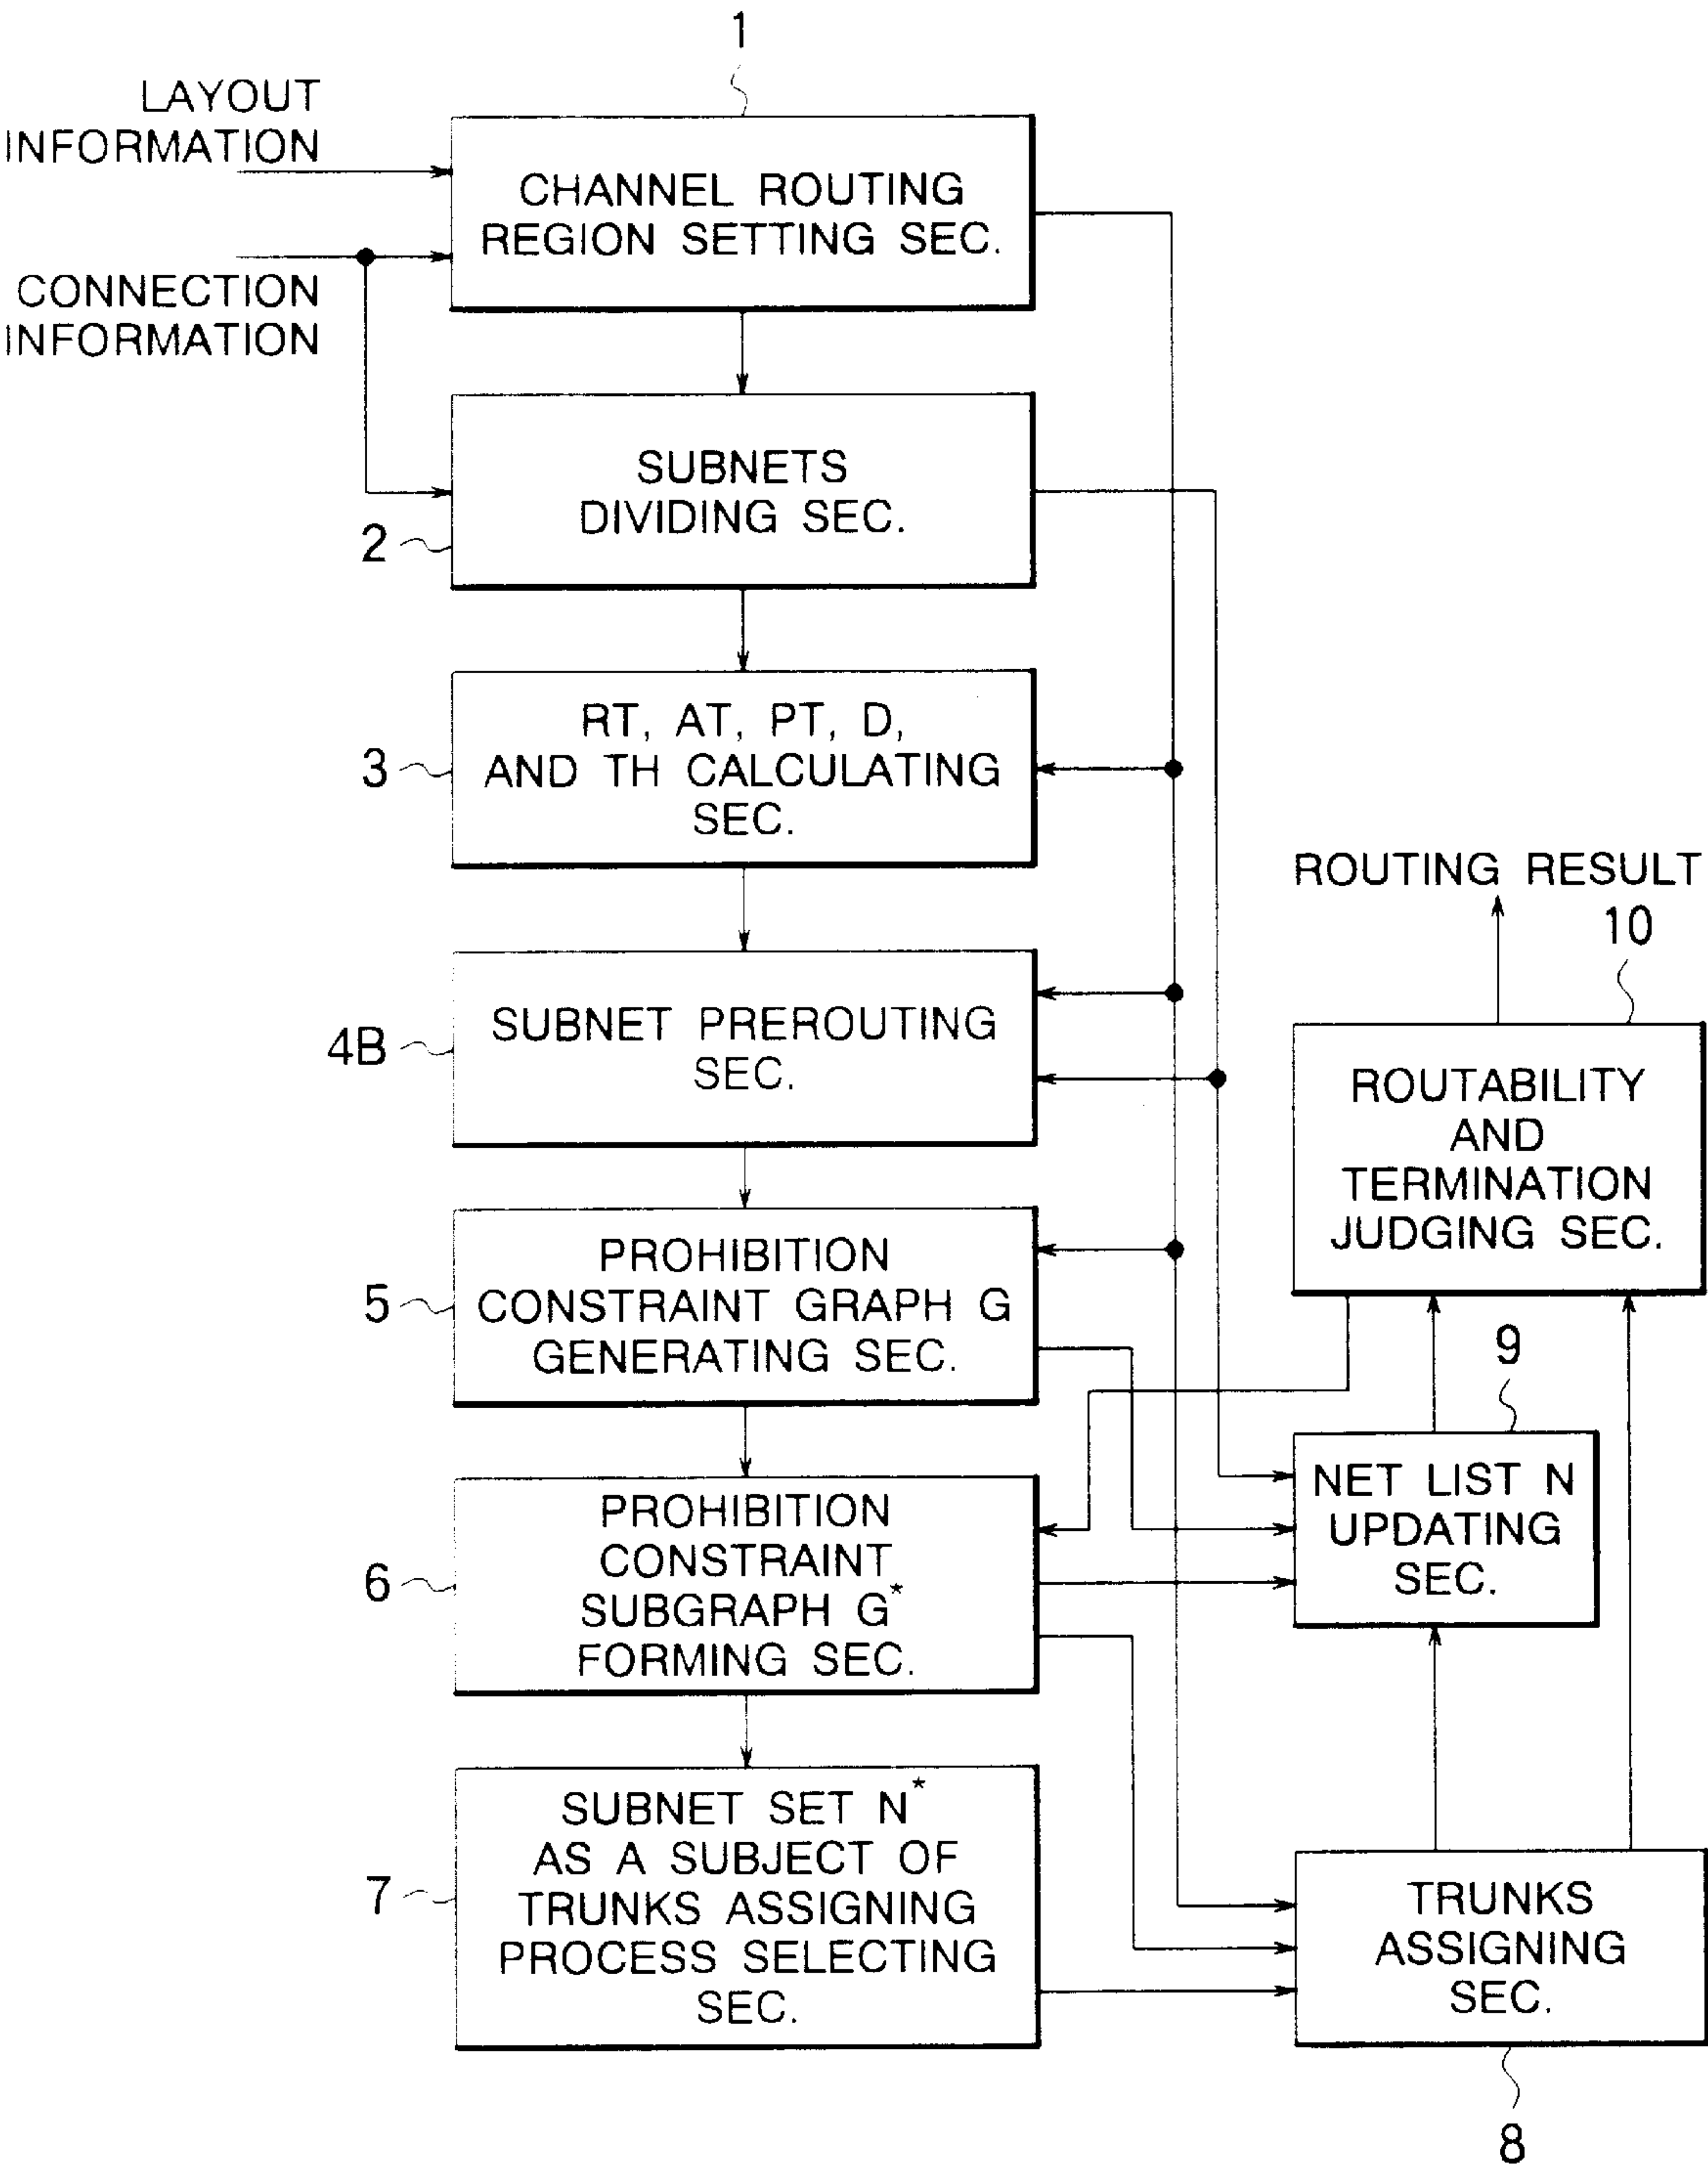 1
LAYOUT
INFORMATION
CHANNEL ROUTING
REGION SETTING SEC.
CONNECTION
INFORMATION
SUBNETS
DIVIDING SEC.
2
RT, AT, PT, D,
AND TH CALCULATING
SEC.
3
ROUTING RESULT
10
SUBNET PREROUTING
SEC.
4B
ROUTABILITY
AND
TERMINATION
JUDGING SEC.
PROHIBITION
CONSTRAINT GRAPH G
GENERATING SEC.
5
9
NET LIST N
UPDATING
SEC.
PROHIBITION
CONSTRAINT
SUBGRAPH G*
FORMING SEC.
6
SUBNET SET N*
AS A SUBJECT OF
TRUNKS ASSIGNING
PROCESS SELECTING
SEC.
7
TRUNKS
ASSIGNING
SEC.
8